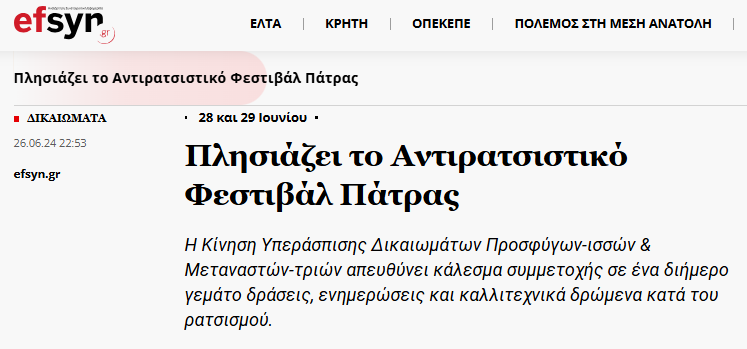 efsyn.gr
ΕΛΤΑ | ΚΡΗΤΗ | ΟΠΕΚΕΠΕ | ΠΟΛΕΜΟΣ ΣΤΗ ΜΕΣΗ ΑΝΑΤΟΛΗ |
Πλησιάζει το Αντιρατσιστικό Φεστιβάλ Πάτρας
ΔΙΚΑΙΩΜΑΤΑ
26.06.24 22:53
efsyn.gr
• 28 και 29 Ιουνίου •
Πλησιάζει το Αντιρατσιστικό
Φεστιβάλ Πάτρας
Η Κίνηση Υπεράσπισης Δικαιωμάτων Προσφύγων-ισσών &
Μεταναστών-τριών απευθύνει κάλεσμα συμμετοχής σε ένα διήμερο
γεμάτο δράσεις, ενημερώσεις και καλλιτεχνικά δρώμενα κατά του
ρατσισμού.